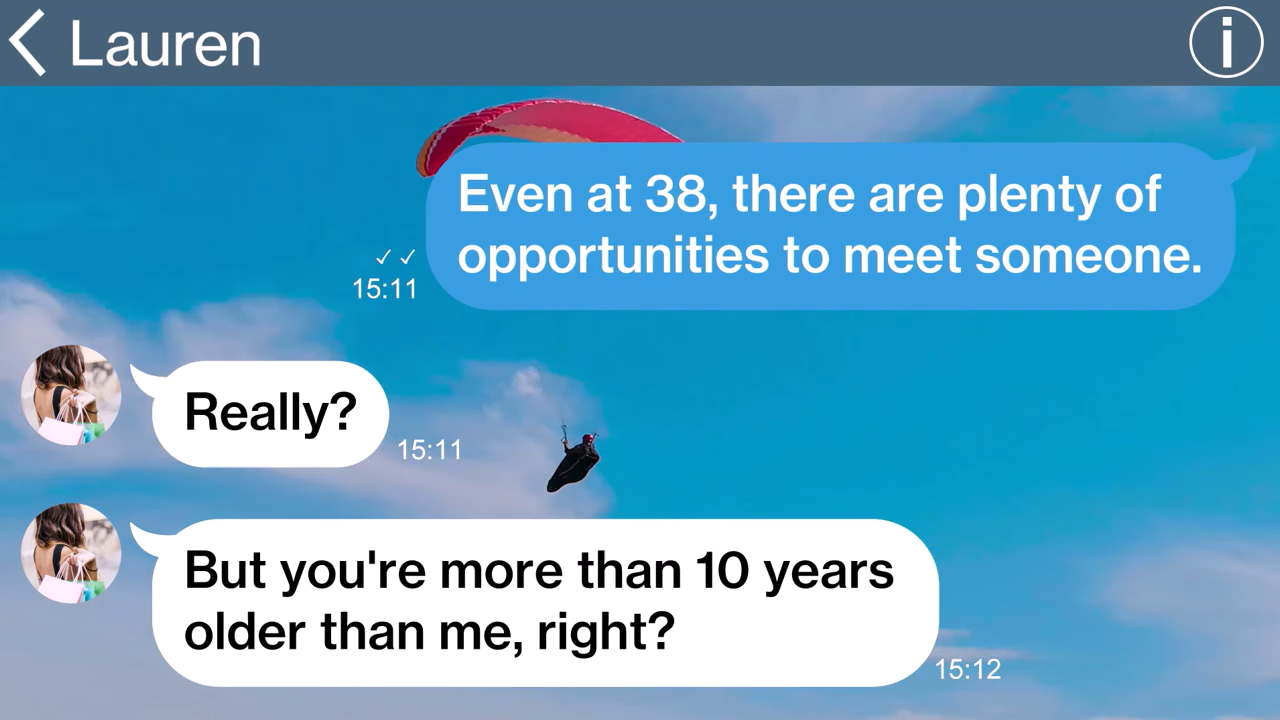 Lauren
Even at 38, there are plenty of
opportunities to meet someone.
15:11
Really?
15:11
But you're more than 10 years
older than me, right?
15:12